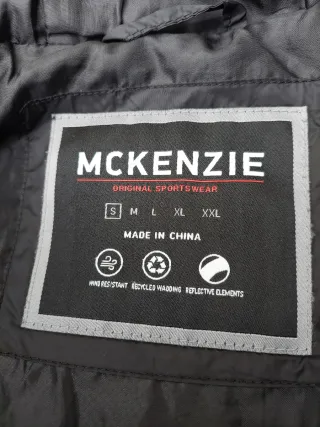 MCKENZIE
ORIGINAL SPORTSWEAR
S M L XL XXL
MADE IN CHINA
WIND RESISTANT RECYCLED WADDING REFLECTIVE ELEMENTS